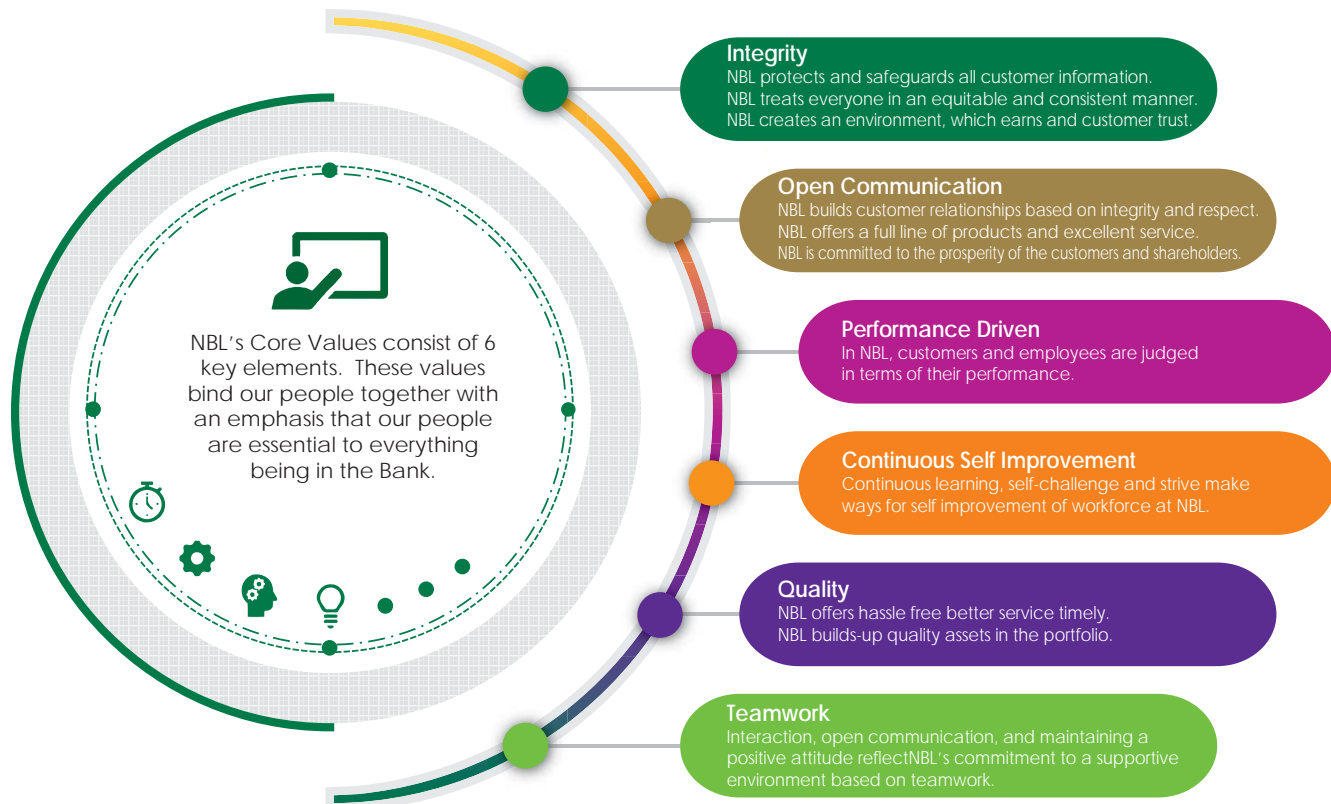 NBL's Core Values consist of 6
key elements. These values
bind our people together with
an emphasis that our people
are essential to everything
being in the Bank.
Integrity
NBL protects and safeguards all customer information.
NBL treats everyone in an equitable and consistent manner.
NBL creates an environment, which earns and customer trust.
Open Communication
NBL builds customer relationships based on integrity and respect.
NBL offers a full line of products and excellent service.
NBL is committed to the prosperity of the customers and shareholders.
Performance Driven
In NBL, customers and employees are judged
in terms of their performance.
Continuous Self Improvement
Continuous learning, self-challenge and strive make
ways for self improvement of workforce at NBL.
Quality
NBL offers hassle free better service timely.
NBL builds-up quality assets in the portfolio.
Teamwork
Interaction, open communication, and maintaining a
positive attitude reflectNBL's commitment to a supportive
environment based on teamwork.